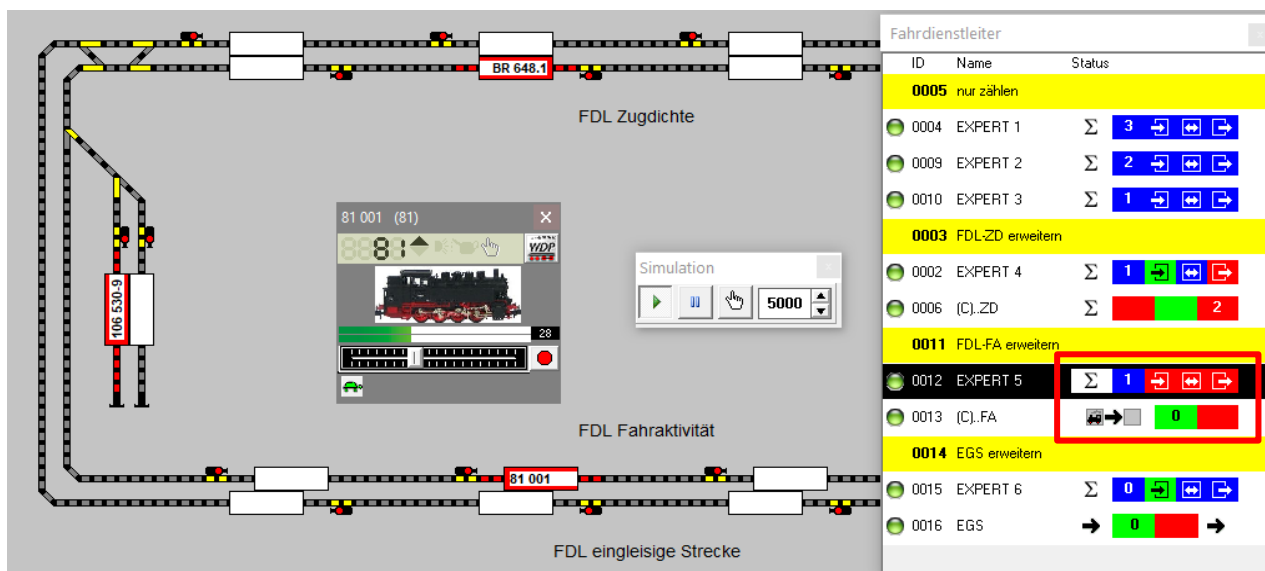 BR 648.1
FDL Zugdichte
106 530-9
81 001 (81)
81
WDP
28
Simulation
5000
FDL Fahraktivität
81 001
FDL eingleisige Strecke
Fahrdienstleiter
ID Name Status
0005 nur zählen
0004 EXPERT 1 Σ 3
0009 EXPERT 2 Σ 2
0010 EXPERT 3 Σ 1
0003 FDL-ZD erweitern
0002 EXPERT 4 Σ 1
0006 (C)..ZD Σ 2
0011 FDL-FA erweitern
0012 EXPERT 5 Σ 1
0013 (C)..FA 0
0014 EGS erweitern
0015 EXPERT 6 Σ 0
0016 EGS 0